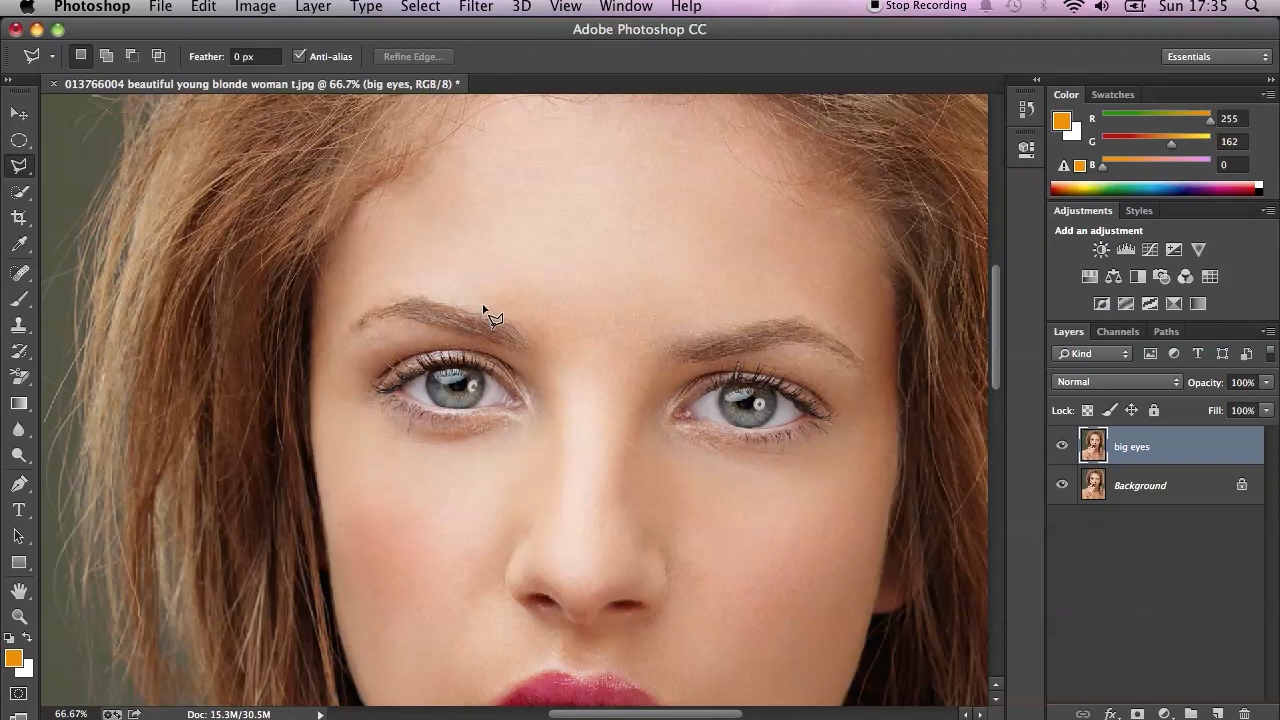 Photoshop File Edit Image Layer Type Select Filter 3D View Window Help Stop Recording Sun 17:35
Adobe Photoshop CC
Feather: 0 px Anti-alias Refine Edge... Essentials
013766004 beautiful young blonde woman t.jpg @ 66.7% (big eyes, RGB/8) *
Color Swatches
R 255
G 162
B 0
Adjustments Styles
Add an adjustment
Layers Channels Paths
Kind
Normal Opacity: 100%
Lock: Fill: 100%
big eyes
Background
66.67% Doc: 15.3M/30.5M